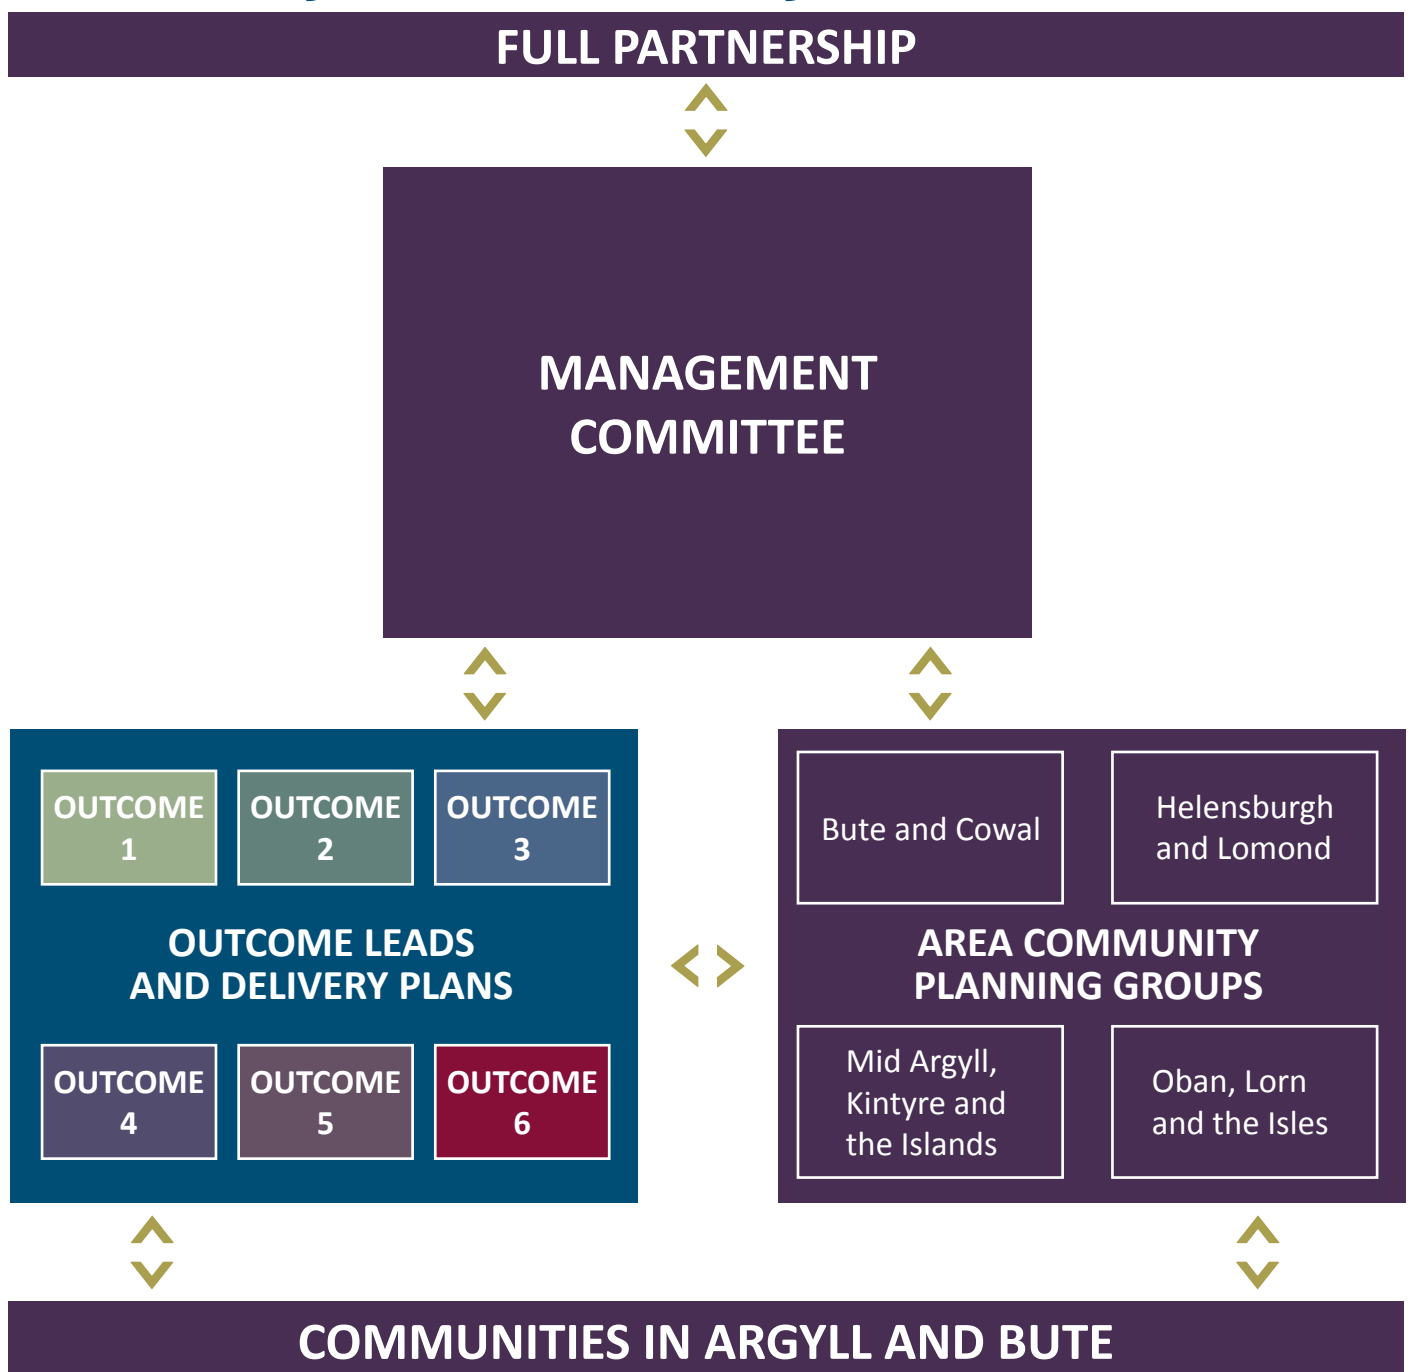 FULL PARTNERSHIP
MANAGEMENT
COMMITTEE
OUTCOME
1
OUTCOME
2
OUTCOME
3
OUTCOME LEADS
AND DELIVERY PLANS
OUTCOME
4
OUTCOME
5
OUTCOME
6
Bute and Cowal
Helensburgh
and Lomond
AREA COMMUNITY
PLANNING GROUPS
Mid Argyll,
Kintyre and
the Islands
Oban, Lorn
and the Isles
COMMUNITIES IN ARGYLL AND BUTE